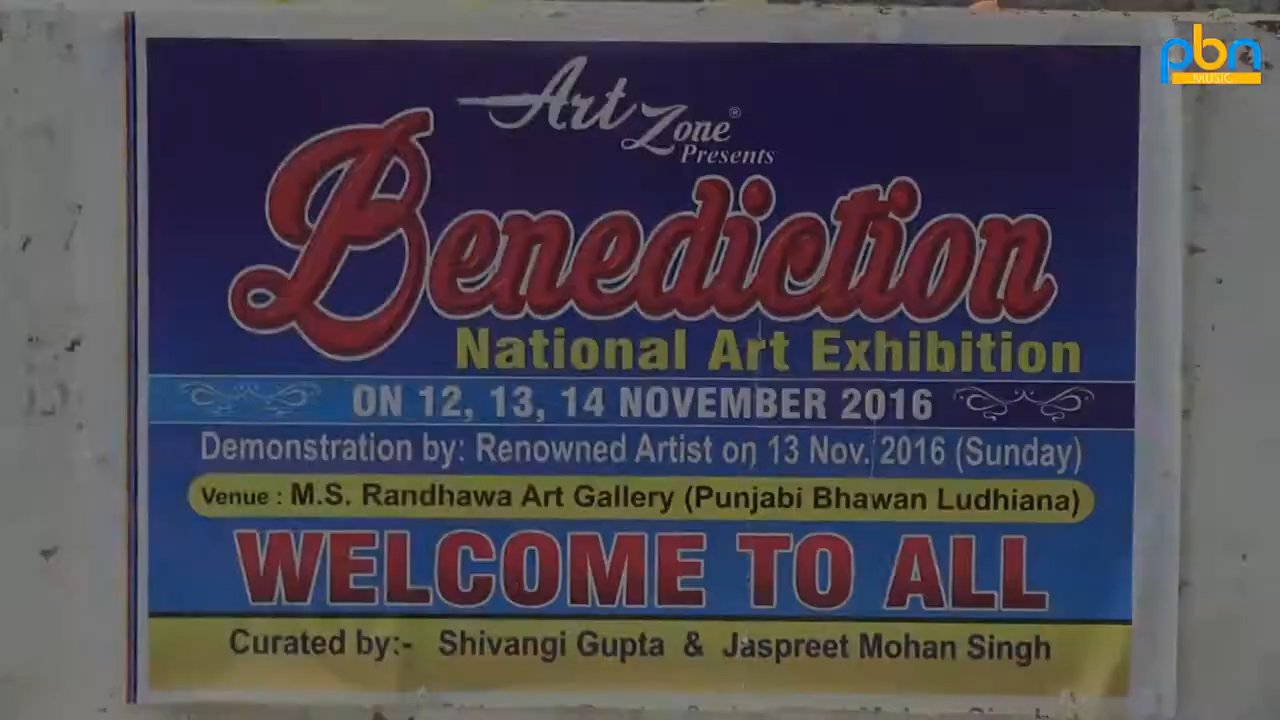 pbn
MUSIC
Art Zone®
Presents
Benediction
National Art Exhibition
ON 12, 13, 14 NOVEMBER 2016
Demonstration by: Renowned Artist on 13 Nov. 2016 (Sunday)
Venue : M.S. Randhawa Art Gallery (Punjabi Bhawan Ludhiana)
WELCOME TO ALL
Curated by:- Shivangi Gupta & Jaspreet Mohan Singh